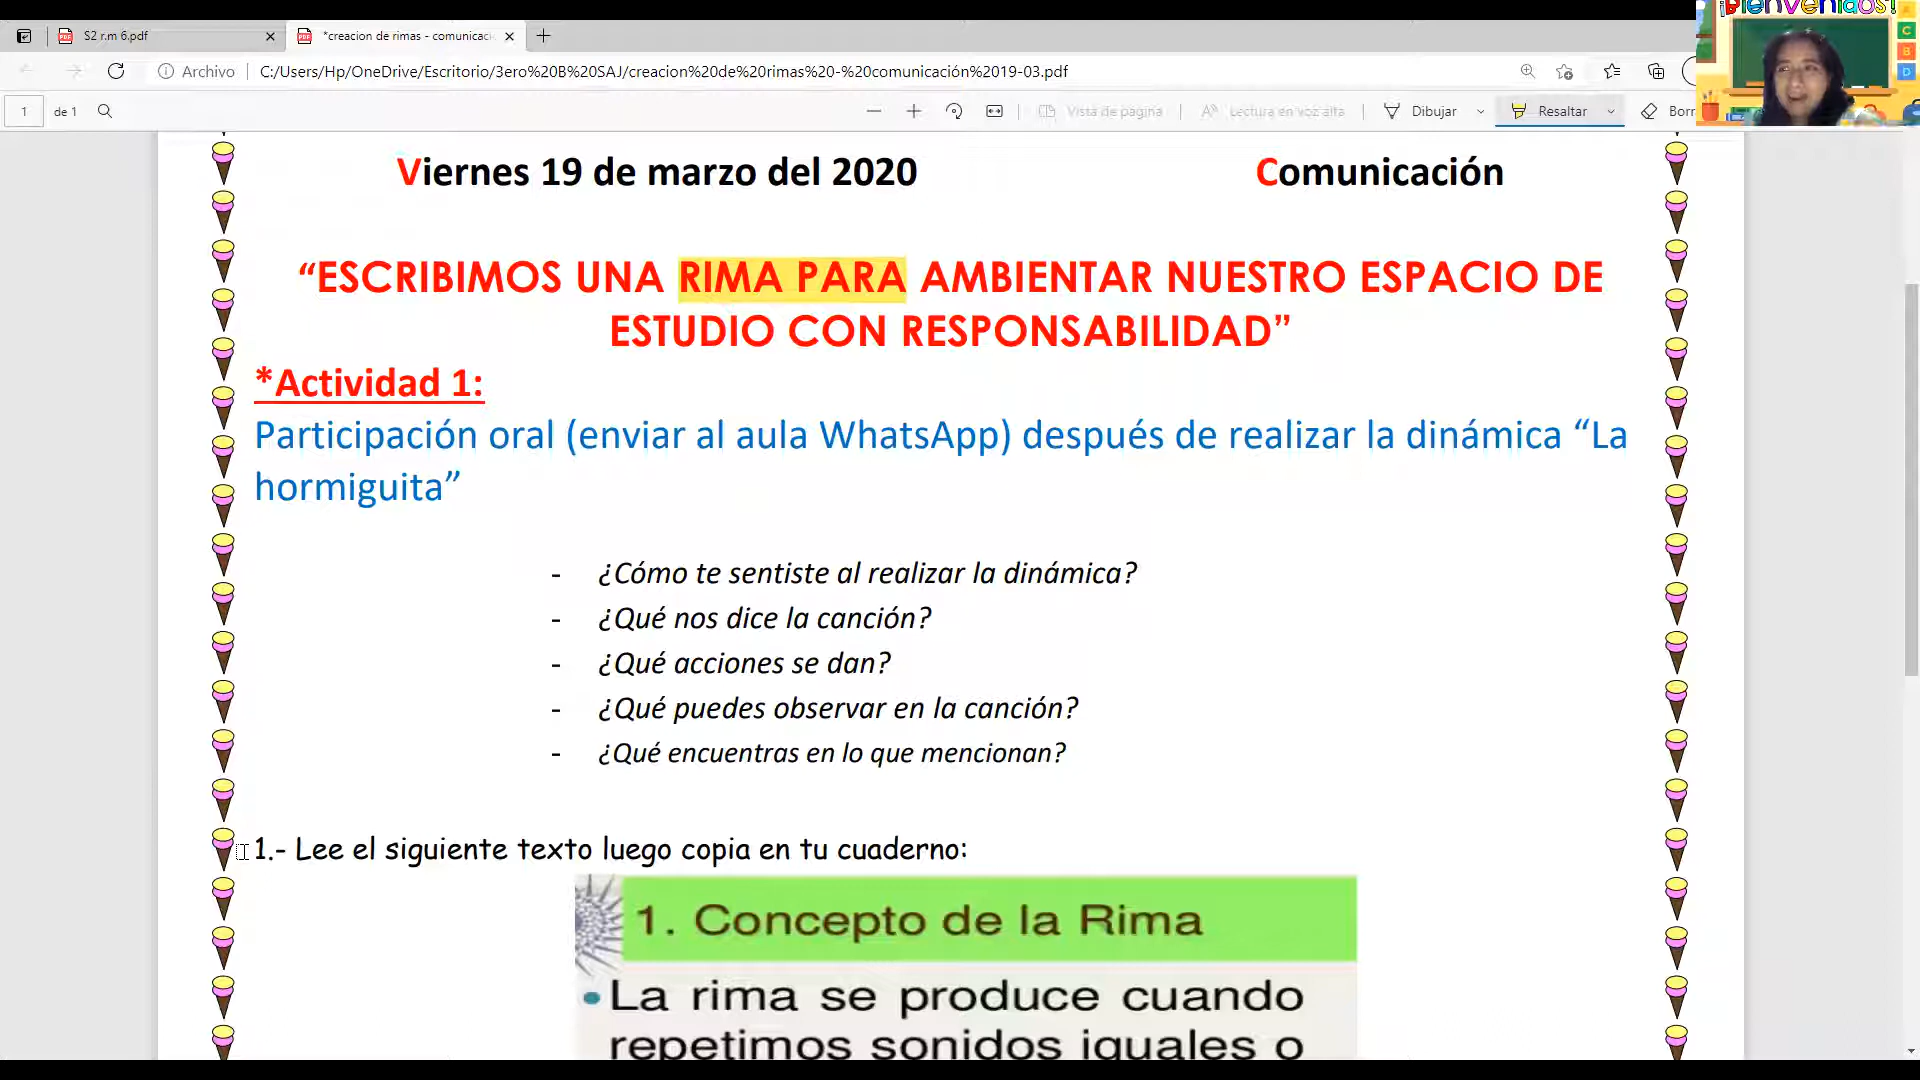 S2 r.m 6.pdf
*creacion de rimas - comunicaci
Archivo
C:/Users/Hp/OneDrive/Escritorio/3ero%20B%20SAJ/creacion%20de%20rimas%20-%20comunicación%2019-03.pdf
1 de 1
Vista de pagina
Lectura en voz alta
Dibujar
Resaltar
Borr
¡Bienvenidos!
C
B
D
Viernes 19 de marzo del 2020
Comunicación
“ESCRIBIMOS UNA RIMA PARA AMBIENTAR NUESTRO ESPACIO DE
ESTUDIO CON RESPONSABILIDAD”
*Actividad 1:
Participación oral (enviar al aula WhatsApp) después de realizar la dinámica “La
hormiguita”
- ¿Cómo te sentiste al realizar la dinámica?
- ¿Qué nos dice la canción?
- ¿Qué acciones se dan?
- ¿Qué puedes observar en la canción?
- ¿Qué encuentras en lo que mencionan?
1.- Lee el siguiente texto luego copia en tu cuaderno:
1. Concepto de la Rima
•La rima se produce cuando
repetimos sonidos iguales o